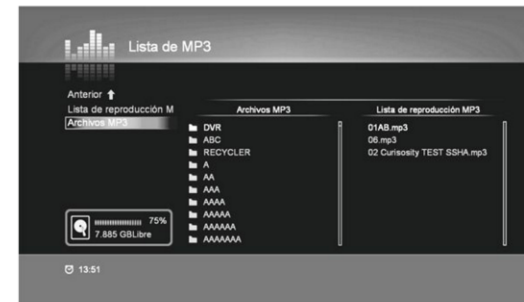 Lista de MP3
Anterior
Lista de reproducción M
Archivos MP3
Archivos MP3
DVR
ABC
RECYCLER
A
AA
AAA
AAAA
AAAAA
AAAAAA
AAAAAAA
Lista de reproducción MP3
01AB.mp3
06.mp3
02 Curisosity TEST SSHA.mp3
75%
7.885 GBLibre
13:51